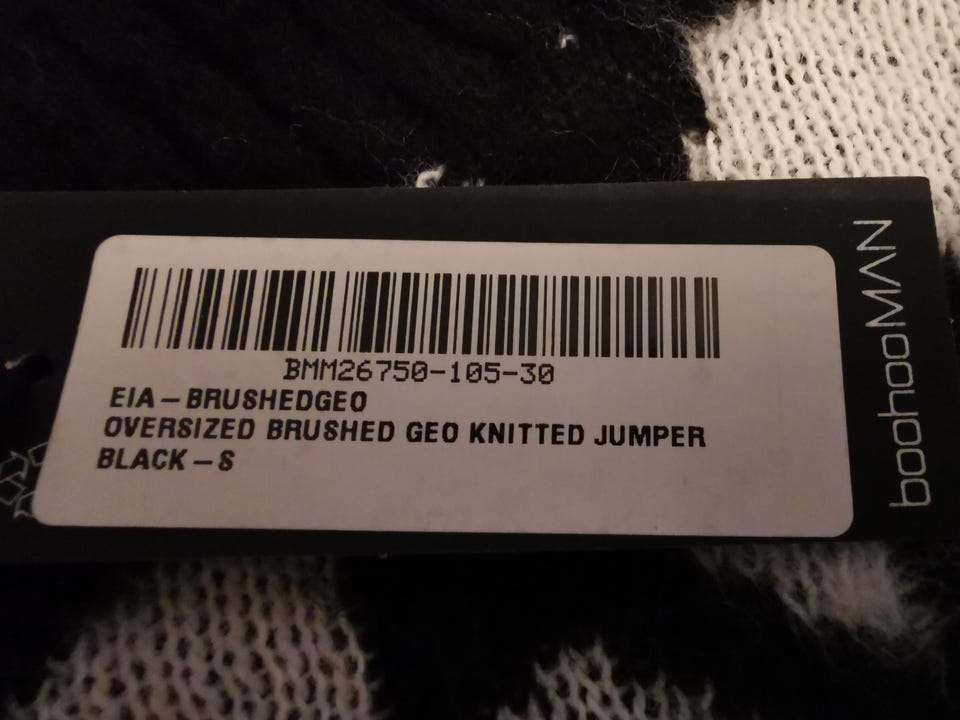 BMM26750-105-30
EIA-BRUSHEDGEO
OVERSIZED BRUSHED GEO KNITTED JUMPER
BLACK-S
boohooMAN